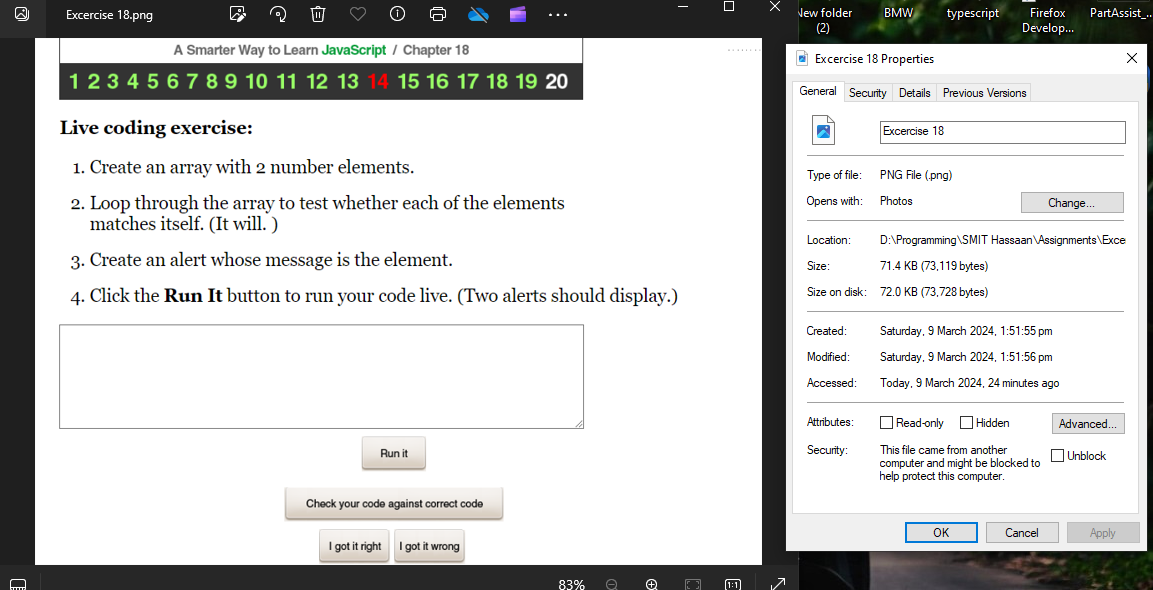 Excercise 18.png
A Smarter Way to Learn JavaScript / Chapter 18
1 2 3 4 5 6 7 8 9 10 11 12 13 14 15 16 17 18 19 20
Live coding exercise:
1. Create an array with 2 number elements.
2. Loop through the array to test whether each of the elements
matches itself. (It will. )
3. Create an alert whose message is the element.
4. Click the Run It button to run your code live. (Two alerts should display.)
Run it
Check your code against correct code
I got it right
I got it wrong
83%
1:1
New folder
(2)
BMW
typescript
Firefox
Develop...
PartAssist_...
Excercise 18 Properties
General
Security
Details
Previous Versions
Excercise 18
Type of file: PNG File (.png)
Opens with: Photos
Change...
Location: D:\Programming\SMIT Hassaan\Assignments\Exce
Size: 71.4 KB (73,119 bytes)
Size on disk: 72.0 KB (73,728 bytes)
Created: Saturday, 9 March 2024, 1:51:55 pm
Modified: Saturday, 9 March 2024, 1:51:56 pm
Accessed: Today, 9 March 2024, 24 minutes ago
Attributes: Read-only Hidden Advanced...
Security: This file came from another
computer and might be blocked to
help protect this computer.
Unblock
OK
Cancel
Apply